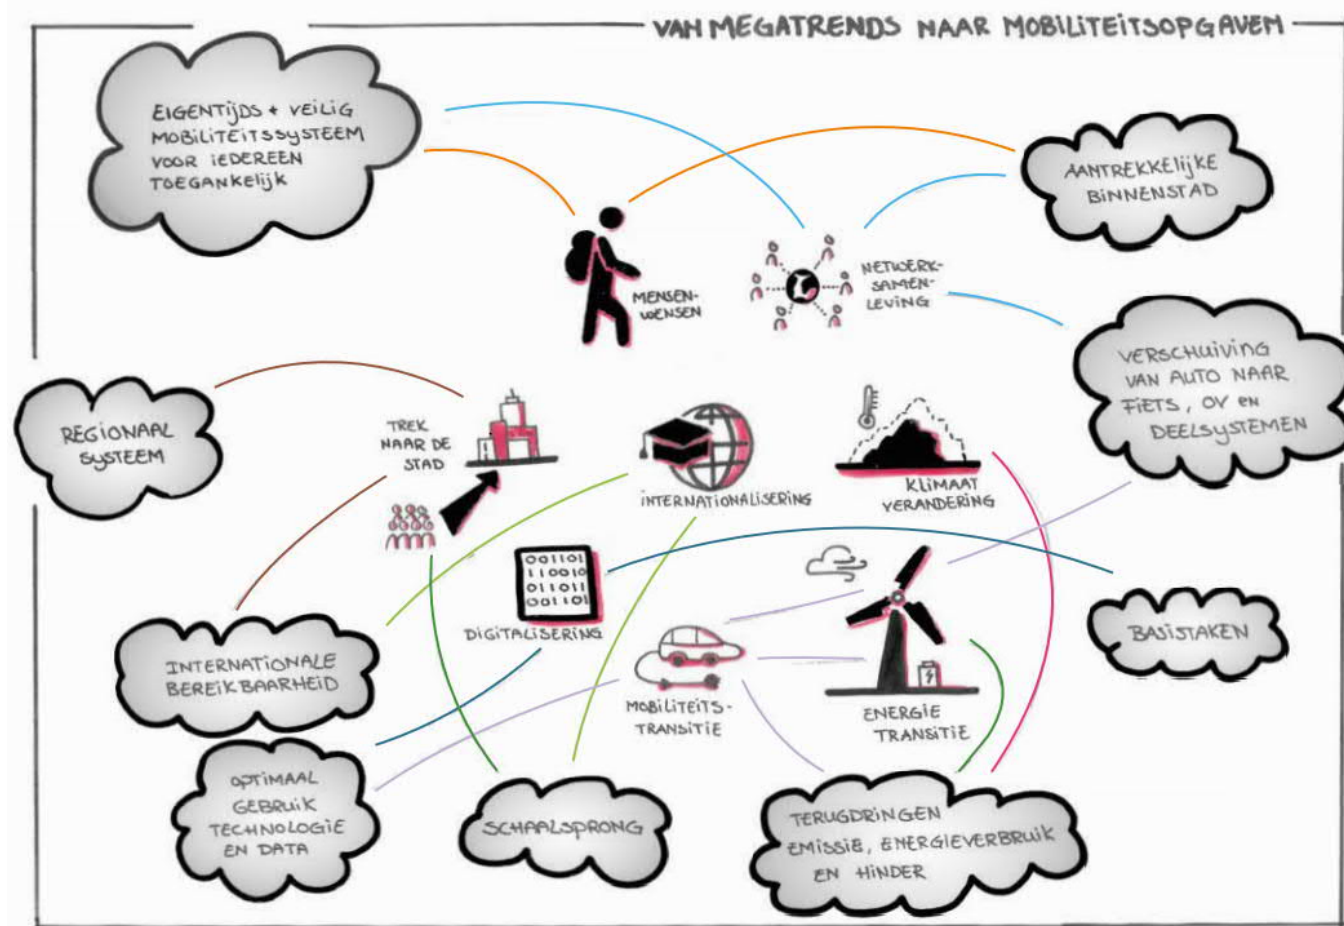 VAN MEGATRENDS NAAR MOBILITEITSOPGAVEN
EIGENTIJDS + VEILIG
MOBILITEITSSYSTEEM
VOOR IEDEREEN
TOEGANKELIJK
AANTREKKELIJKE
BINNENSTAD
MENSEN-
WENSEN
NETWERK-
SAMEN-
LEVING
VERSCHUIVING
VAN AUTO NAAR
FIETS, OV en
DEELSYSTEMEN
REGIONAAL
SYSTEEM
TREK
NAAR DE
STAD
INTERNATIONALISERING
KLIMAAT
VERANDERING
001101
110010
011011
001101
DIGITALISERING
BASISTAKEN
INTERNATIONALE
BEREIKBAARHEID
MOBILITEITS-
TRANSITIE
ENERGIE
TRANSITIE
OPTIMAAL
GEBRUIK
TECHNOLOGIE
EN DATA
SCHAALSPRONG
TERUGDRINGEN
EMISSIE, ENERGIEVERBRUIK
EN HINDER